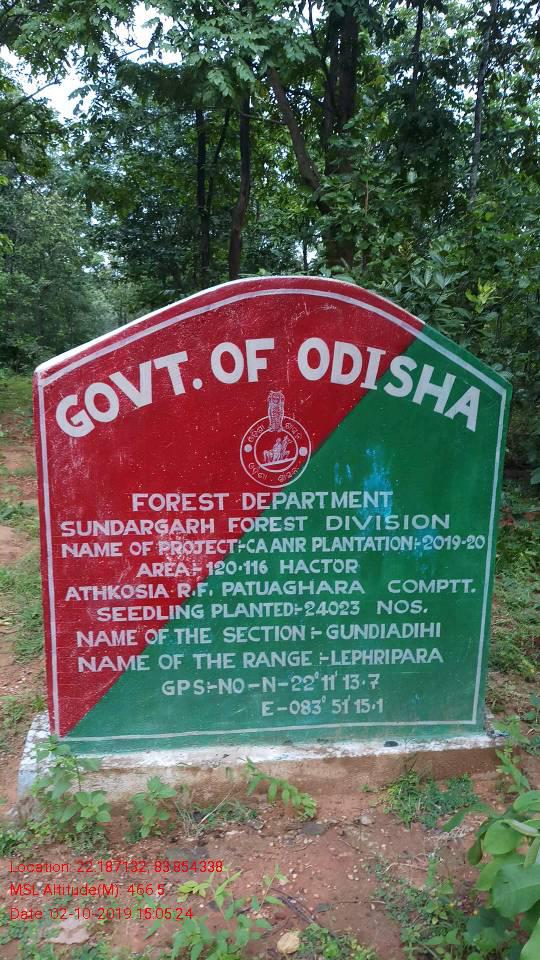 GOVT. OF ODISHA
FOREST DEPARTMENT
SUNDARGARH FOREST DIVISION
NAME OF PROJECT:-CA ANR PLANTATION:-2019-20
AREA:-120.116 HACTOR
ATHKOSIA R.F. PATUAGHARA COMPTT.
SEEDLING PLANTED:-24023 NOS.
NAME OF THE SECTION:-GUNDIADIHI
NAME OF THE RANGE:-LEPHRIPARA
GPS:-NO-N-22°11'13.7
E-083°51'15.1
Location: 22.187132, 83.854338
MSL Altitude(M): 466.5
Date: 02-10-2019 15:05:24